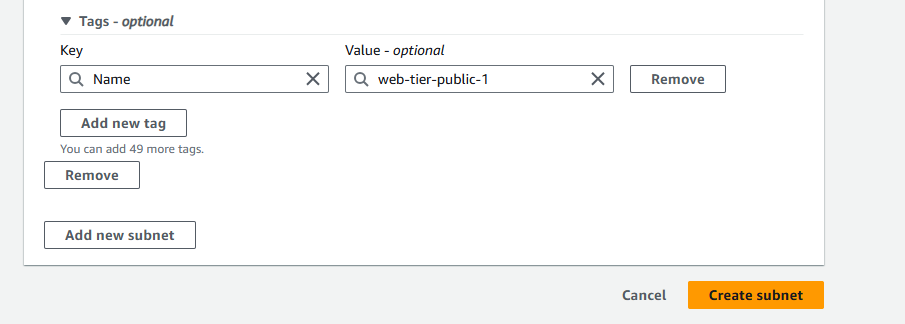 Tags - optional
Key Value - optional
Name web-tier-public-1 Remove
Add new tag
You can add 49 more tags.
Remove
Add new subnet
Cancel Create subnet